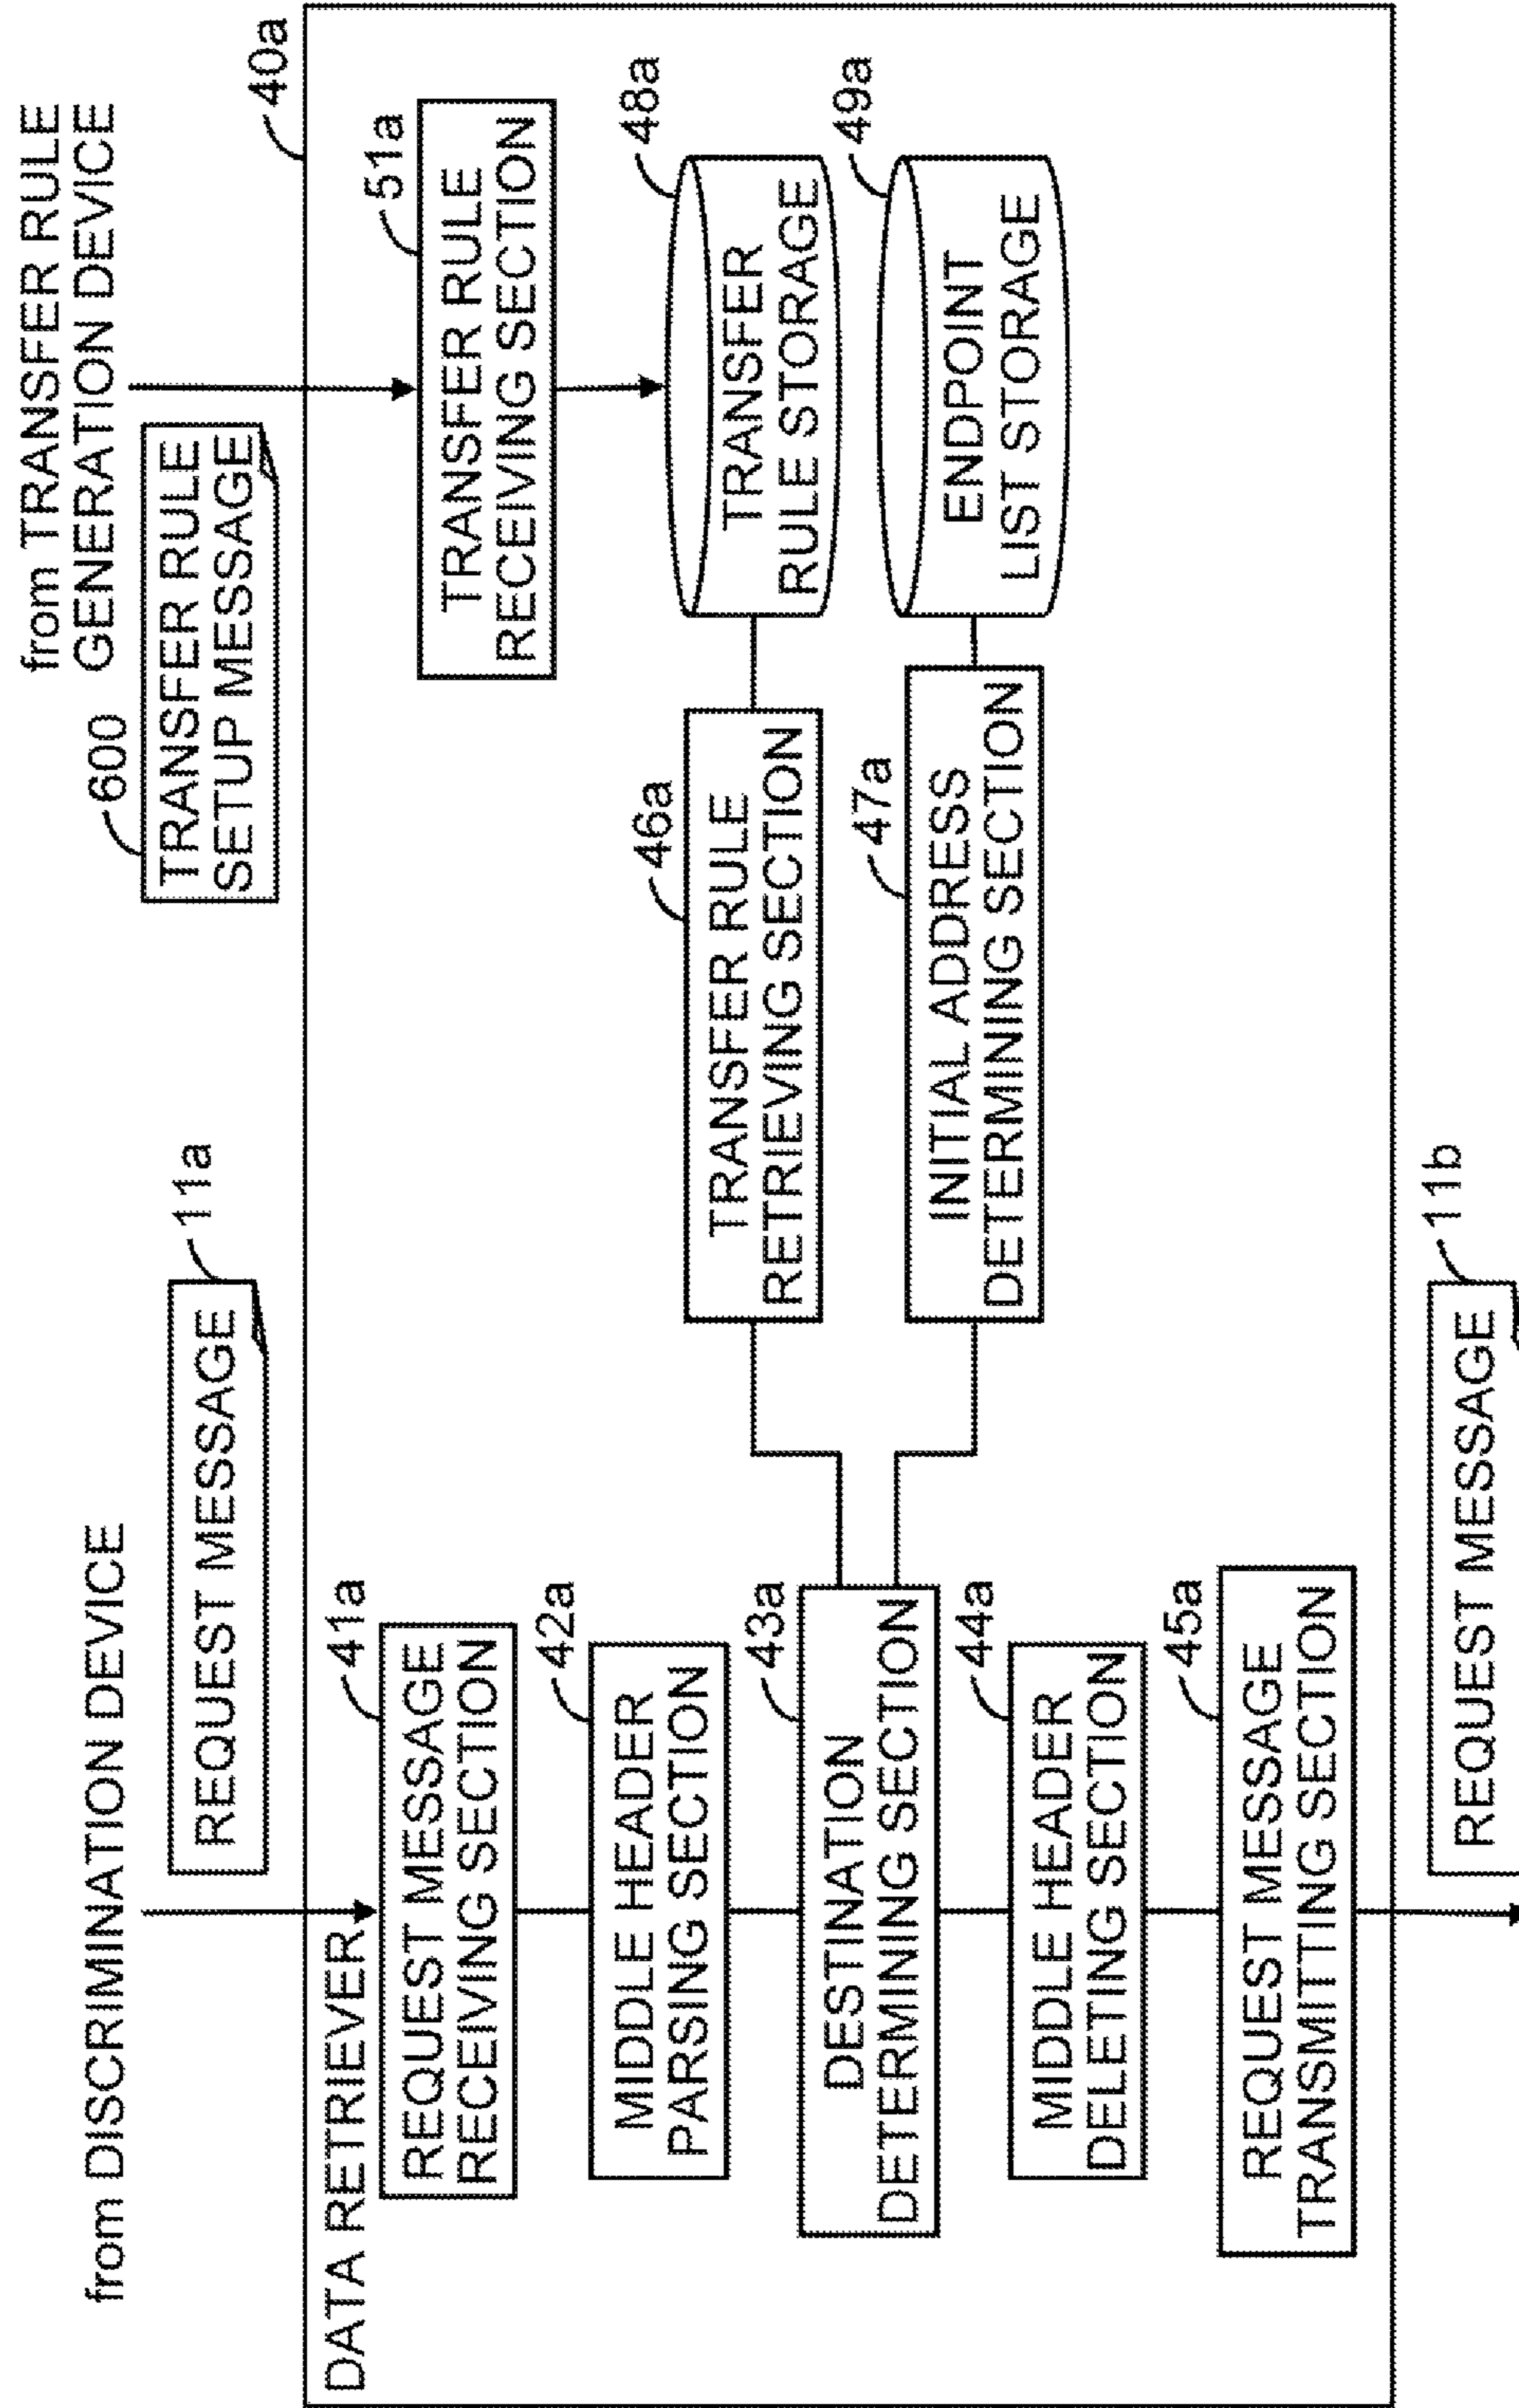 from DISCRIMINATION DEVICE
from TRANSFER RULE
GENERATION DEVICE
REQUEST MESSAGE
11a
600
TRANSFER RULE
SETUP MESSAGE
40a
DATA RETRIEVER
41a
REQUEST MESSAGE
RECEIVING SECTION
51a
TRANSFER RULE
RECEIVING SECTION
42a
MIDDLE HEADER
PARSING SECTION
46a
TRANSFER RULE
RETRIEVING SECTION
48a
TRANSFER
RULE STORAGE
43a
DESTINATION
DETERMINING SECTION
47a
INITIAL ADDRESS
DETERMINING SECTION
49a
ENDPOINT
LIST STORAGE
44a
MIDDLE HEADER
DELETING SECTION
45a
REQUEST MESSAGE
TRANSMITTING SECTION
REQUEST MESSAGE
11b